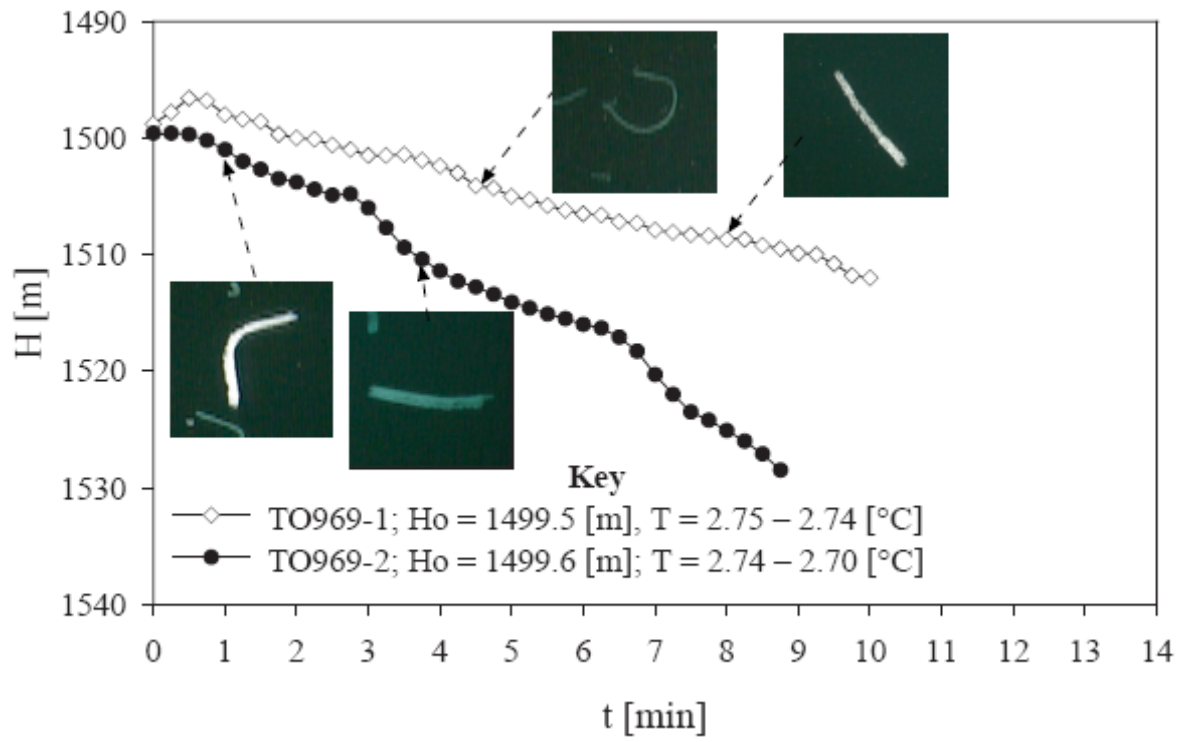 1490
1500
1510
1520
1530
1540
H [m]
Key
TO969-1; Ho = 1499.5 [m], T = 2.75 – 2.74 [°C]
TO969-2; Ho = 1499.6 [m]; T = 2.74 – 2.70 [°C]
0 1 2 3 4 5 6 7 8 9 10 11 12 13 14
t [min]